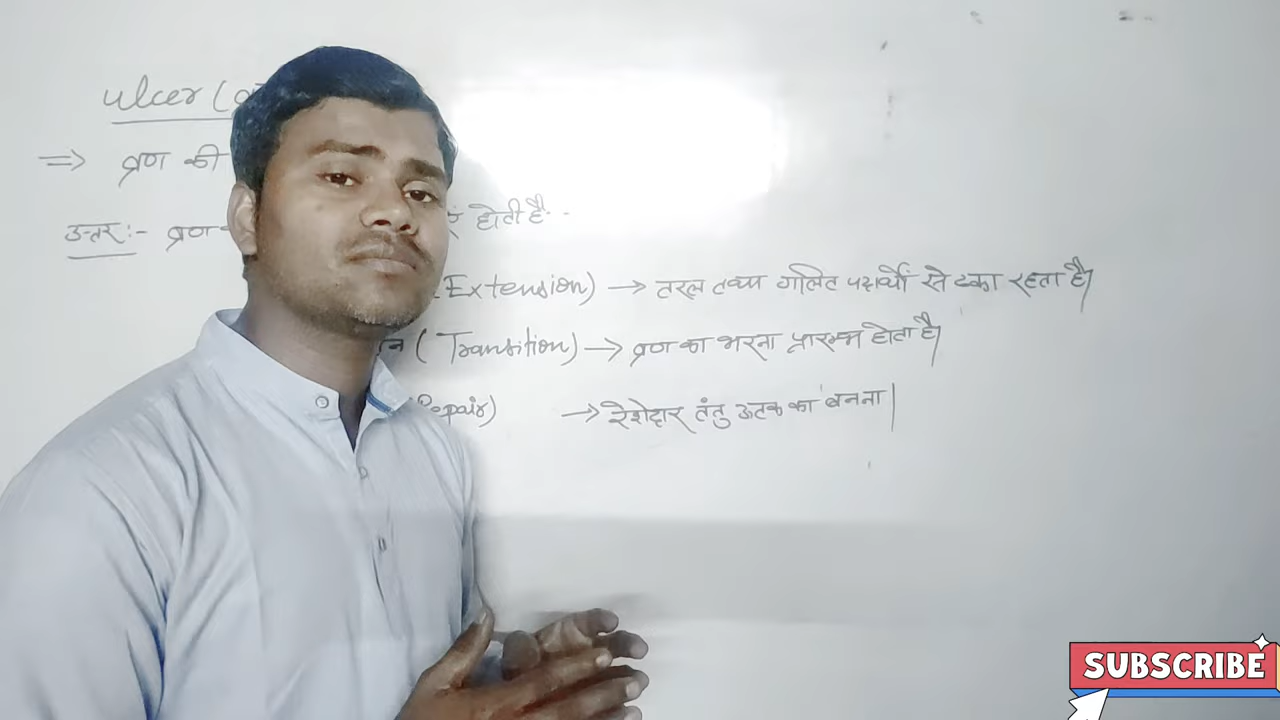 ulcer (
⇒ व्रण की
उत्तर :- व्रण होती है -
(Extension) → तरल तथा गलित पदार्थो से ढका रहता है|
( Transition) → व्रण का भरना प्रारम्भ होता है|
Repair) → रेशेदार तंतु ऊतक का बनना|
SUBSCRIBE